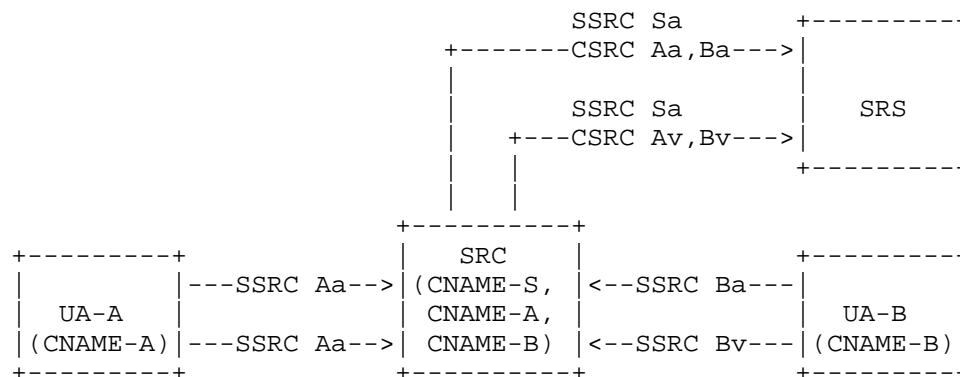 SSRC Sa
CSRC Aa,Ba
SSRC Sa
SRS
CSRC Av,Bv
SRC
SSRC Aa
(CNAME-S,
SSRC Ba
UA-A
CNAME-A,
UA-B
(CNAME-A)
SSRC Aa
CNAME-B)
SSRC Bv
(CNAME-B)